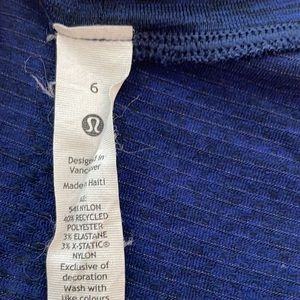 6
Designed in
Vancouver
Made in Haiti
54% NYLON
40% RECYCLED
POLYESTER
3% ELASTANE
3% X-STATIC®
NYLON
Exclusive of
decoration
Wash with
like colours